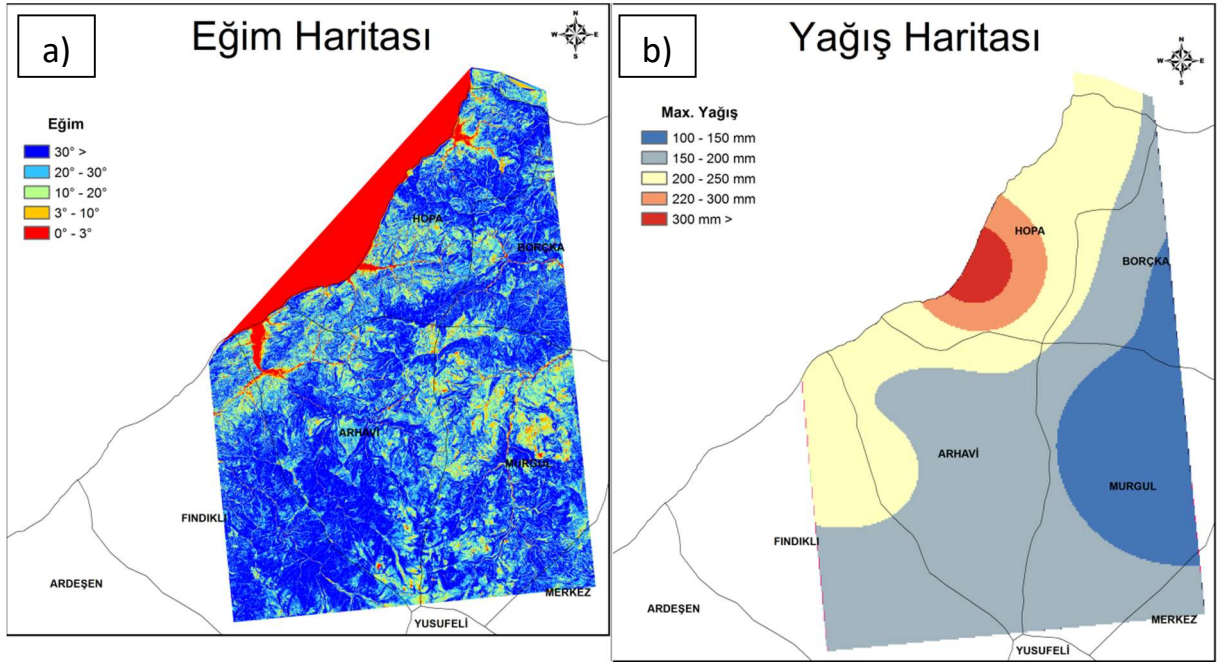 a)
Eğim Haritası
N
W E
S
Eğim
30° >
20° - 30°
10° - 20°
3° - 10°
0° - 3°
HOPA
BORÇKA
ARHAVİ
MURGUL
FINDIKLI
ARDEŞEN
MERKEZ
YUSUFELİ
b)
Yağış Haritası
N
W E
S
Max. Yağış
100 - 150 mm
150 - 200 mm
200 - 250 mm
220 - 300 mm
300 mm >
HOPA
BORÇKA
ARHAVİ
MURGUL
FINDIKLI
ARDEŞEN
MERKEZ
YUSUFELİ